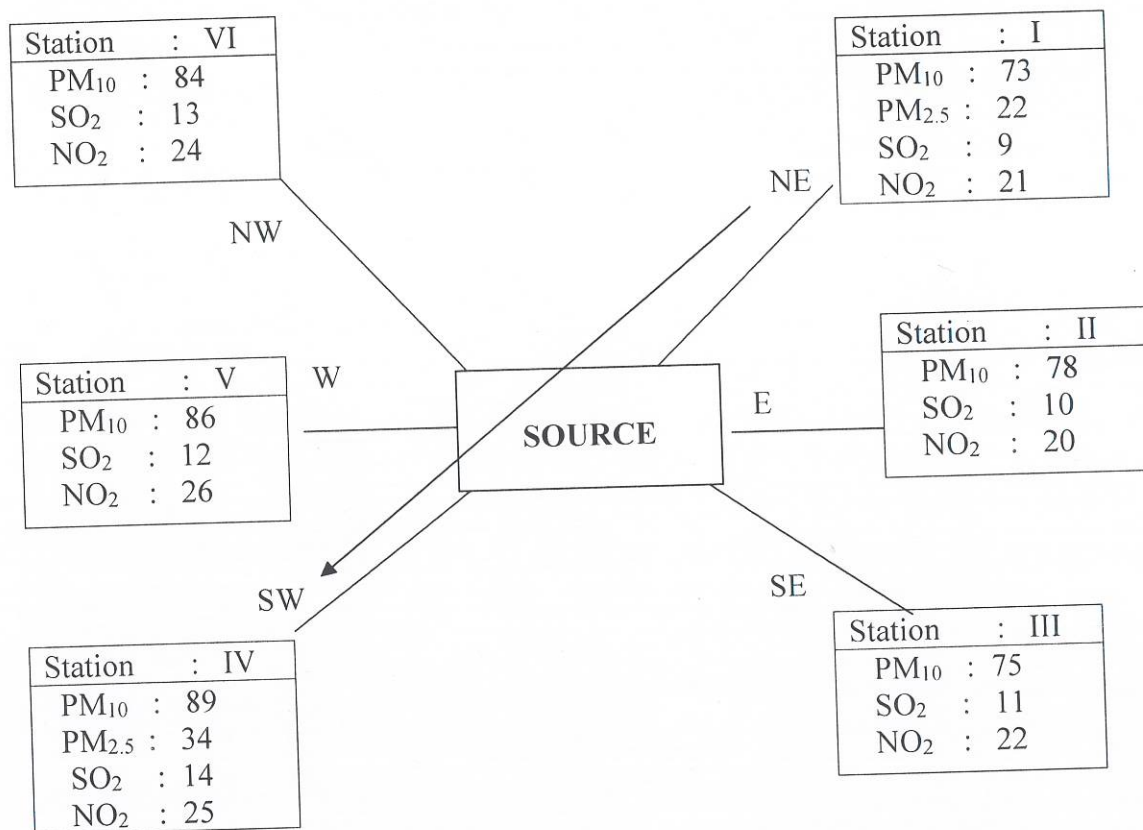 Station : VI
PM₁₀ : 84
SO₂ : 13
NO₂ : 24
Station : I
PM₁₀ : 73
PM₂.₅ : 22
SO₂ : 9
NO₂ : 21
NW
NE
Station : V
PM₁₀ : 86
SO₂ : 12
NO₂ : 26
W
SOURCE
E
Station : II
PM₁₀ : 78
SO₂ : 10
NO₂ : 20
SW
SE
Station : IV
PM₁₀ : 89
PM₂.₅ : 34
SO₂ : 14
NO₂ : 25
Station : III
PM₁₀ : 75
SO₂ : 11
NO₂ : 22